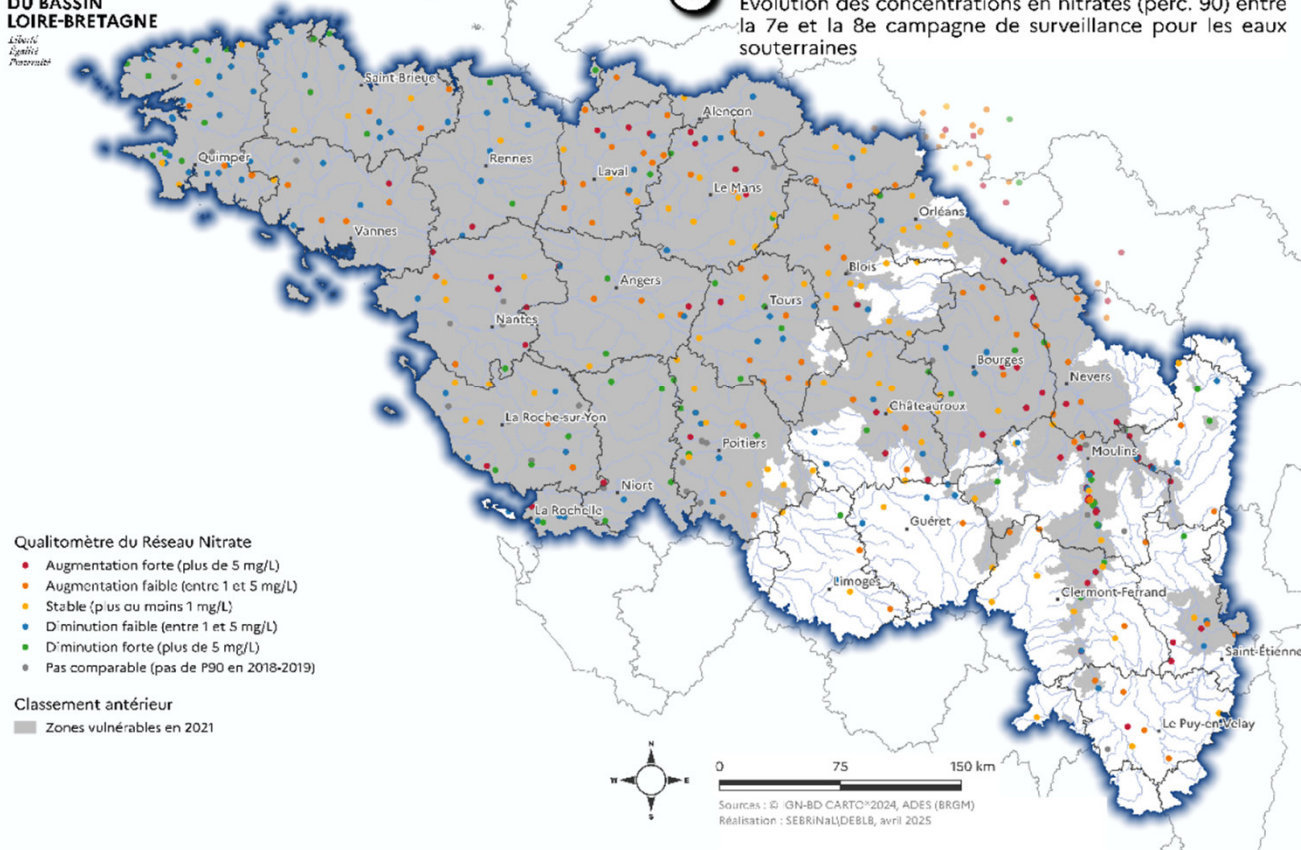 DU BASSIN
LOIRE-BRETAGNE
Liberté
Égalité
Fraternité
Évolution des concentrations en nitrates (perc. 90) entre
la 7e et la 8e campagne de surveillance pour les eaux
souterraines
Saint-Brieuc
Alençon
Quimper
Rennes
Laval
Le Mans
Orléans
Vannes
Blois
Angers
Tours
Nantes
Bourges
Nevers
Châteauroux
La Roche-sur-Yon
Poitiers
Moulins
Niort
La Rochelle
Guéret
Limoges
Clermont-Ferrand
Saint-Étienne
Le Puy-en-Velay
Qualitomètre du Réseau Nitrate
Augmentation forte (plus de 5 mg/L)
Augmentation faible (entre 1 et 5 mg/L)
Stable (plus ou moins 1 mg/L)
Diminution faible (entre 1 et 5 mg/L)
Diminution forte (plus de 5 mg/L)
Pas comparable (pas de P90 en 2018-2019)
Classement antérieur
Zones vulnérables en 2021
N
W E
S
0 75 150 km
Sources : © IGN-BD CARTO®2024, ADES (BRGM)
Réalisation : SEBRiNaL\DEBLB, avril 2025